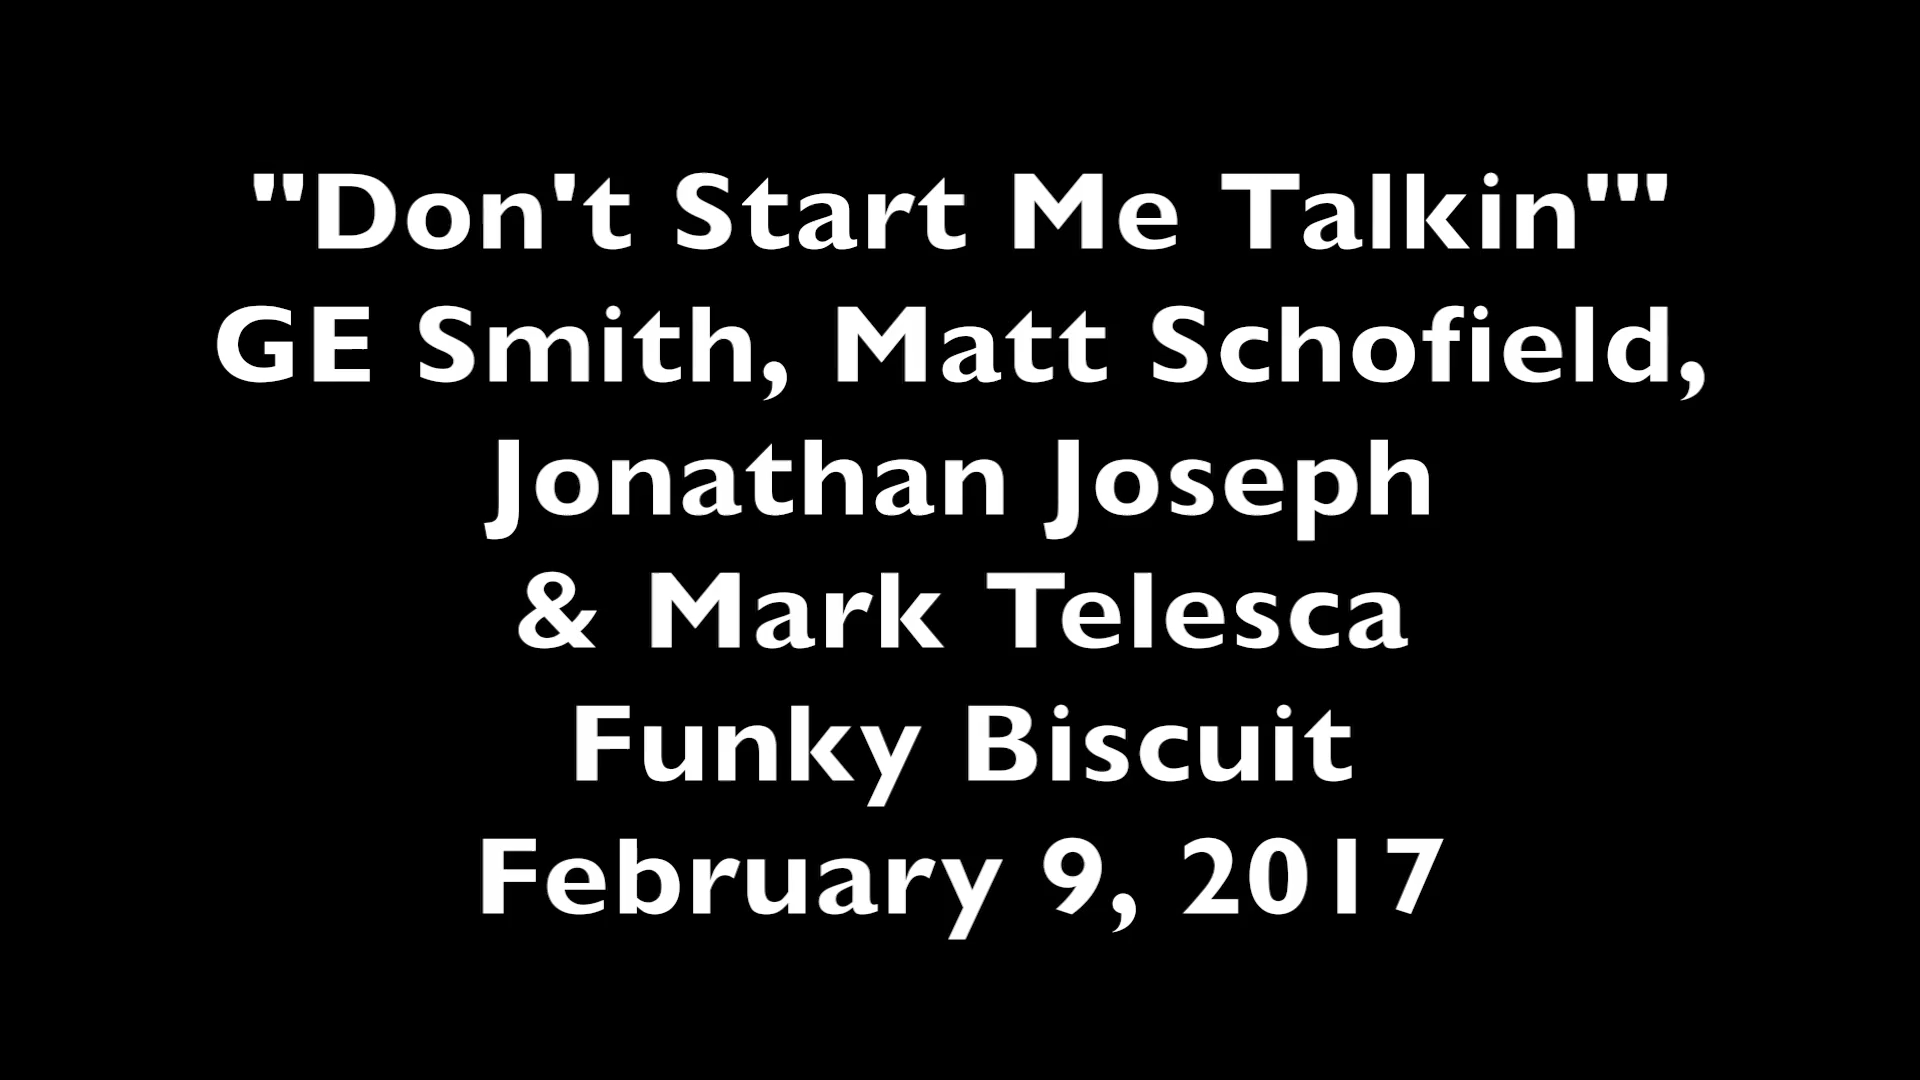 "Don't Start Me Talkin'"
GE Smith, Matt Schofield,
Jonathan Joseph
& Mark Telesca
Funky Biscuit
February 9, 2017